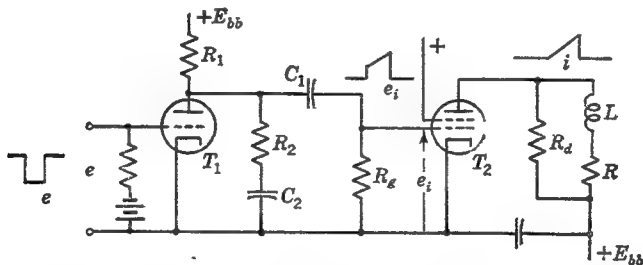 +E_bb
R_1
C_1
e_i
+
i
L
T_1
R_2
T_2
R_d
R
e
e
C_2
R_g
e_i
+E_bb